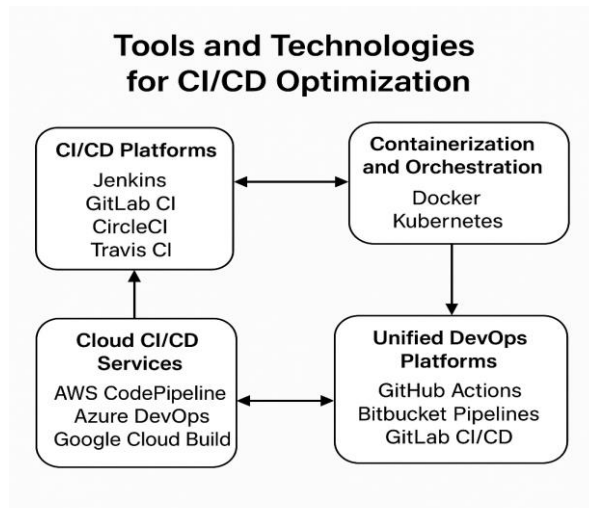 Tools and Technologies
for CI/CD Optimization
CI/CD Platforms
Jenkins
GitLab CI
CircleCI
Travis CI
Containerization
and Orchestration
Docker
Kubernetes
Cloud CI/CD
Services
AWS CodePipeline
Azure DevOps
Google Cloud Build
Unified DevOps
Platforms
GitHub Actions
Bitbucket Pipelines
GitLab CI/CD